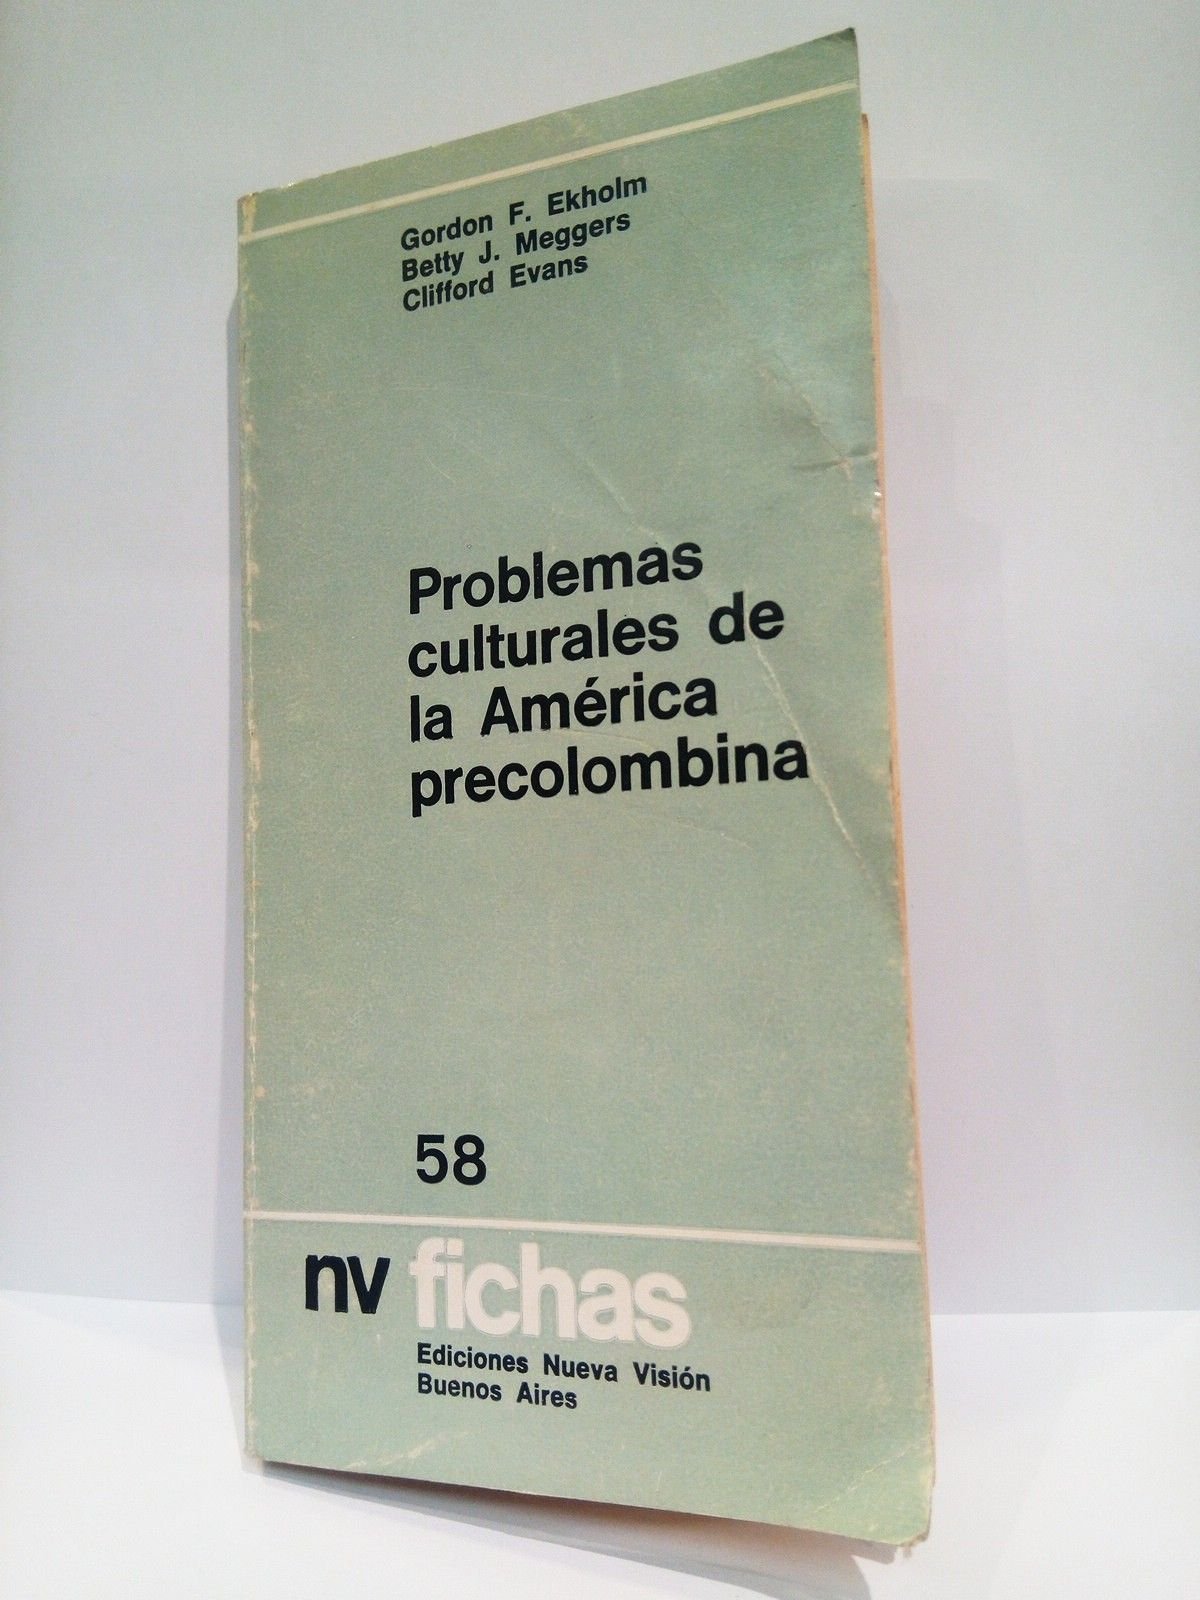 Gordon F. Ekholm
Betty J. Meggers
Clifford Evans
Problemas
culturales de
la América
precolombina
58
nv fichas
Ediciones Nueva Visión
Buenos Aires